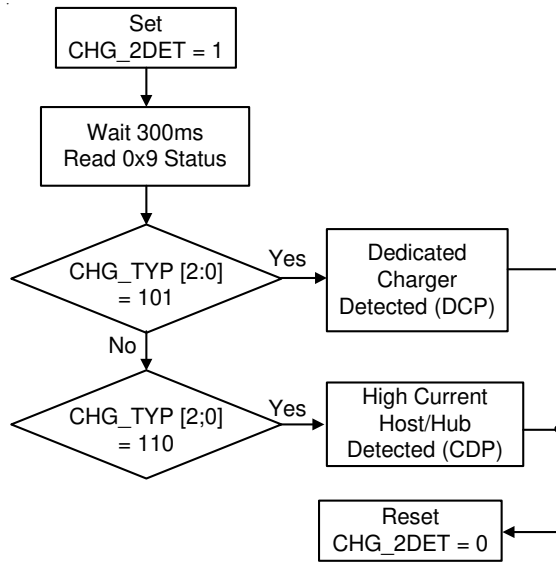 Set
CHG_2DET = 1
Wait 300ms
Read 0x9 Status
CHG_TYP [2:0]
= 101
Yes
Dedicated
Charger
Detected (DCP)
No
CHG_TYP [2;0]
= 110
Yes
High Current
Host/Hub
Detected (CDP)
Reset
CHG_2DET = 0